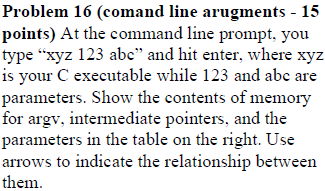 Problem 16 (comand line arugments - 15
points) At the command line prompt, you
type “xyz 123 abc” and hit enter, where xyz
is your C executable while 123 and abc are
parameters. Show the contents of memory
for argv, intermediate pointers, and the
parameters in the table on the right. Use
arrows to indicate the relationship between
them.